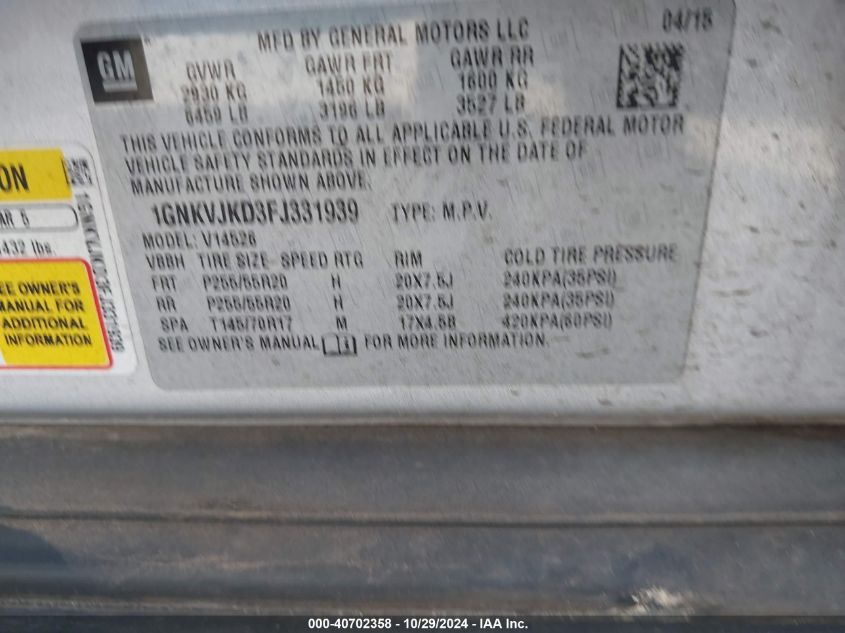 GM
MFD BY GENERAL MOTORS LLC
04/15
GVWR GAWR FRT GAWR RR
2930 KG 1450 KG 1600 KG
6459 LB 3196 LB 3527 LB
THIS VEHICLE CONFORMS TO ALL APPLICABLE U.S. FEDERAL MOTOR
VEHICLE SAFETY STANDARDS IN EFFECT ON THE DATE OF
MANUFACTURE SHOWN ABOVE.
1GNKVJKD3FJ331939 TYPE: M.P.V.
MODEL: V14526
VBBH TIRE SIZE SPEED RTG RIM COLD TIRE PRESSURE
FRT P255/55R20 H 20X7.5J 240KPA(35PSI)
RR P255/55R20 H 20X7.5J 240KPA(35PSI)
SPA T145/70R17 M 17X4.5B 420KPA(60PSI)
SEE OWNER'S MANUAL FOR MORE INFORMATION.
ON
AR 5
432 lbs.
SEE OWNER'S
MANUAL FOR
ADDITIONAL
INFORMATION
000-40702358 - 10/29/2024 - IAA Inc.